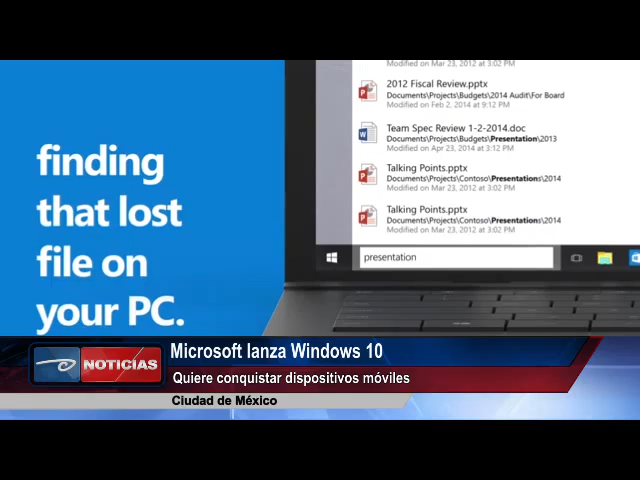 finding
that lost
file on
your PC.
Modified on Mar 23, 2012 at 3:02 PM
2012 Fiscal Review.pptx
Documents\Projects\Budgets\2014 Audit\For Board
Modified on Feb 2, 2014 at 9:12 PM
Team Spec Review 1-2-2014.doc
Documents\Projects\Budgets\Presentation\2013
Modified on Apr 23, 2014 at 3:12 PM
Talking Points.pptx
Documents\Projects\Contoso\Presentations\2014
Modified on Mar 23, 2012 at 3:02 PM
Talking Points.pptx
Documents\Projects\Contoso\Presentations\2014
Modified on Mar 23, 2012 at 3:02 PM
presentation
NOTICIAS
Microsoft lanza Windows 10
Quiere conquistar dispositivos móviles
Ciudad de México